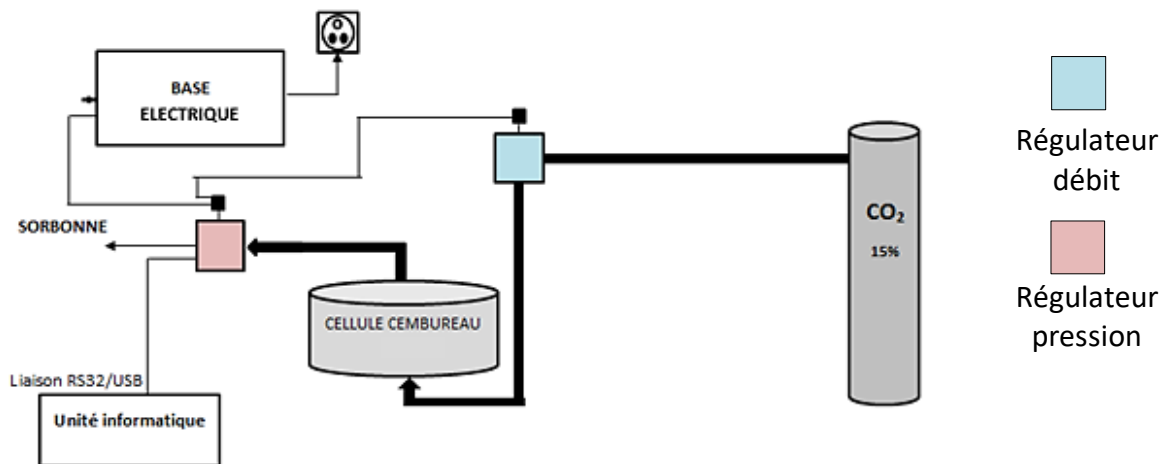 BASE
ELECTRIQUE
Régulateur
débit
CO₂
15%
SORBONNE
Régulateur
pression
CELLULE CEMBUREAU
Liaison RS32/USB
Unité informatique